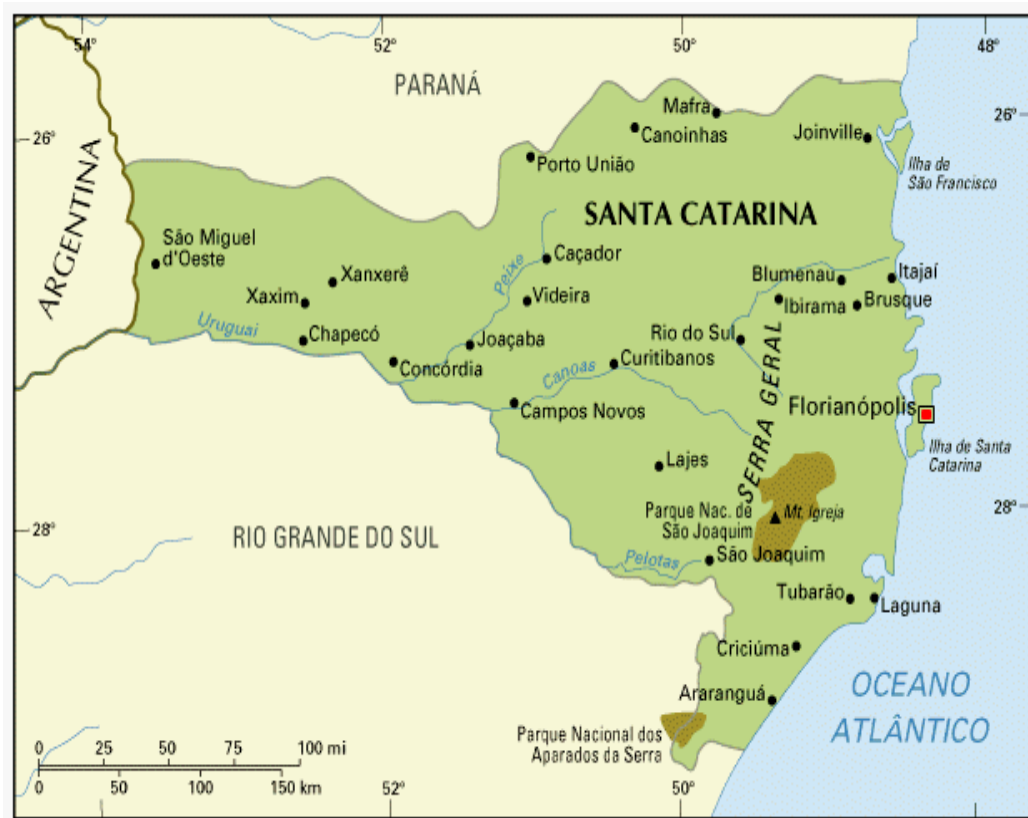 54°
52°
50°
48°
PARANÁ
Mafra
Canoinhas
26°
26°
Joinville
Porto União
Ilha de
São Francisco
ARGENTINA
SANTA CATARINA
São Miguel
d'Oeste
Caçador
Xanxerê
Peixe
Blumenau
Itajaí
Xaxim
Videira
Ibirama
Brusque
Uruguai
Chapecó
Joaçaba
Rio do Sul
Concórdia
Canoas
Curitibanos
SERRA GERAL
Campos Novos
Florianópolis
Ilha de Santa
Catarina
Lajes
28°
28°
Parque Nac. de
São Joaquim
Mt. Igreja
RIO GRANDE DO SUL
Pelotas
São Joaquim
Tubarão
Laguna
Criciúma
Araranguá
OCEANO
ATLÂNTICO
Parque Nacional dos
Aparados da Serra
0 25 50 75 100 mi
0 50 100 150 km
52°
50°